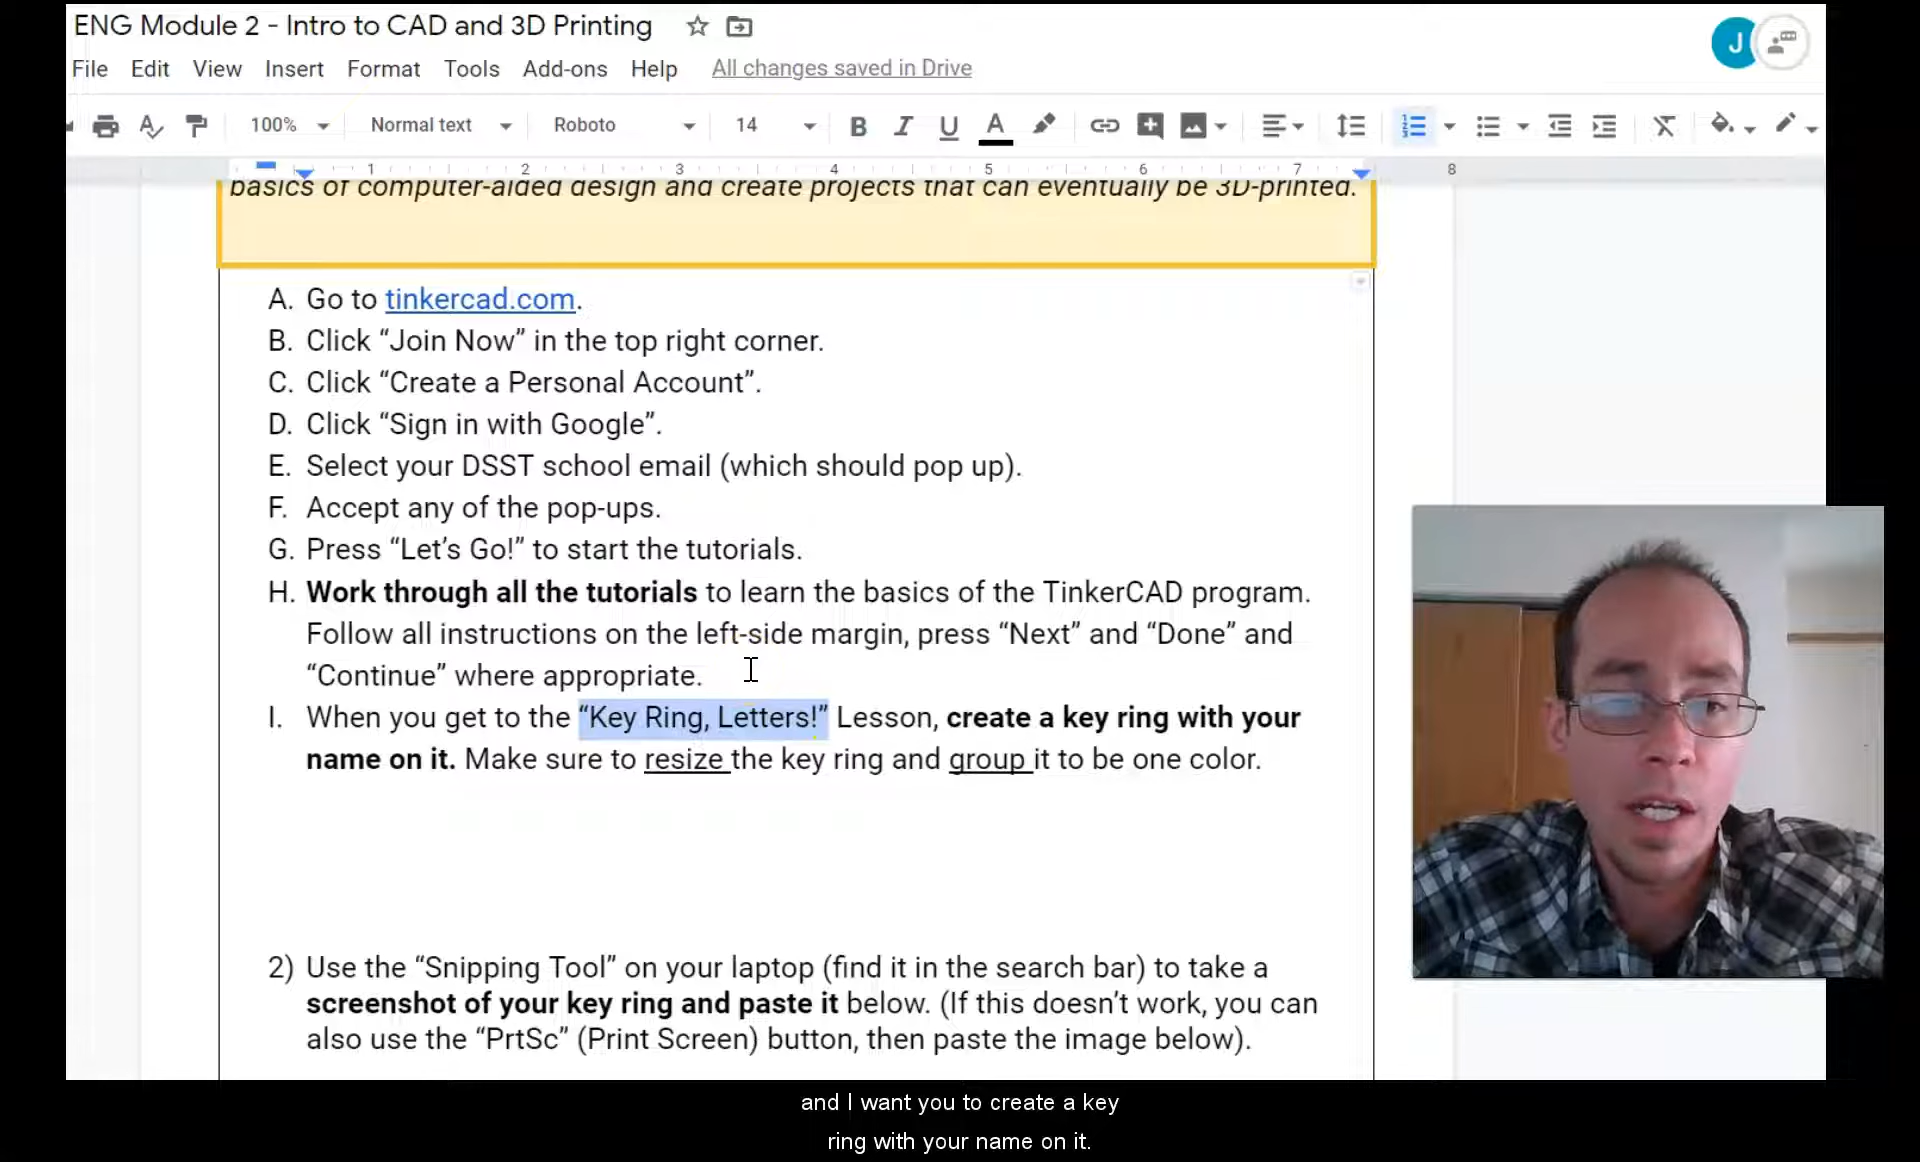 ENG Module 2 - Intro to CAD and 3D Printing
J
File Edit View Insert Format Tools Add-ons Help All changes saved in Drive
100% Normal text Roboto 14 B I U A
1 2 3 4 5 6 7 8
basics of computer-aided design and create projects that can eventually be 3D-printed.
A. Go to tinkercad.com.
B. Click “Join Now” in the top right corner.
C. Click “Create a Personal Account”.
D. Click “Sign in with Google”.
E. Select your DSST school email (which should pop up).
F. Accept any of the pop-ups.
G. Press “Let’s Go!” to start the tutorials.
H. Work through all the tutorials to learn the basics of the TinkerCAD program.
Follow all instructions on the left-side margin, press “Next” and “Done” and
“Continue” where appropriate.
I. When you get to the “Key Ring, Letters!” Lesson, create a key ring with your
name on it. Make sure to resize the key ring and group it to be one color.
2) Use the “Snipping Tool” on your laptop (find it in the search bar) to take a
screenshot of your key ring and paste it below. (If this doesn’t work, you can
also use the “PrtSc” (Print Screen) button, then paste the image below).
and I want you to create a key
ring with your name on it.